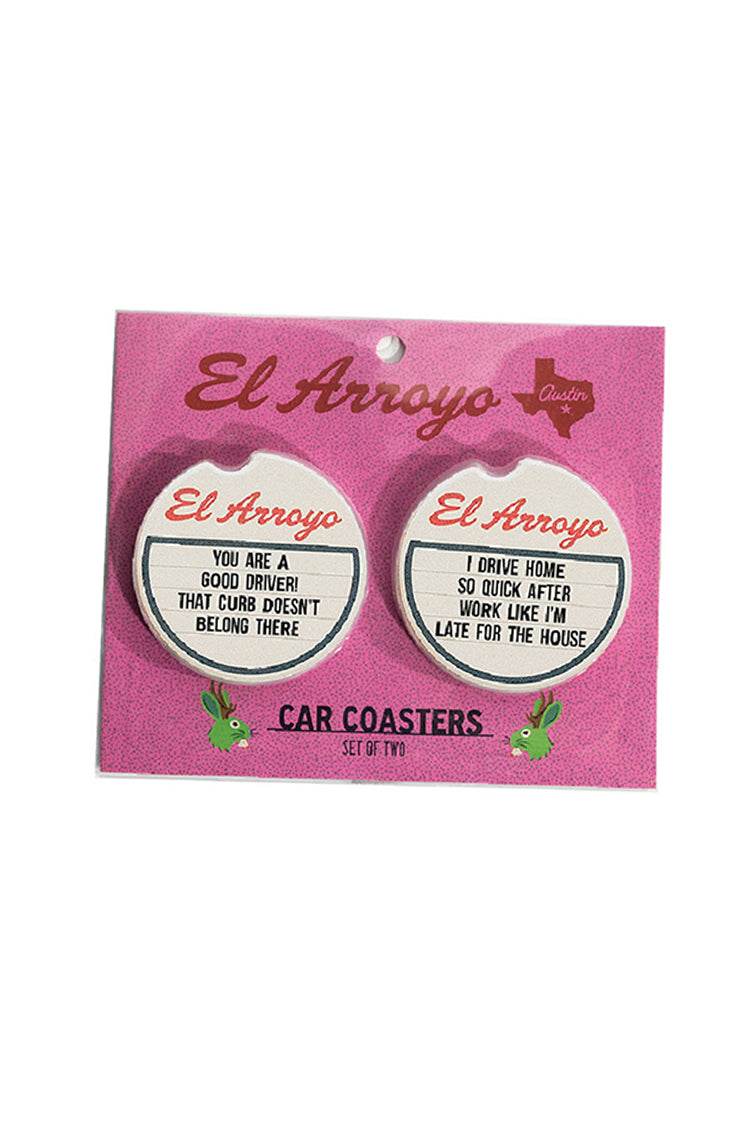 El Arroyo
Austin
El Arroyo
YOU ARE A
GOOD DRIVER!
THAT CURB DOESN'T
BELONG THERE
El Arroyo
I DRIVE HOME
SO QUICK AFTER
WORK LIKE I'M
LATE FOR THE HOUSE
CAR COASTERS
SET OF TWO